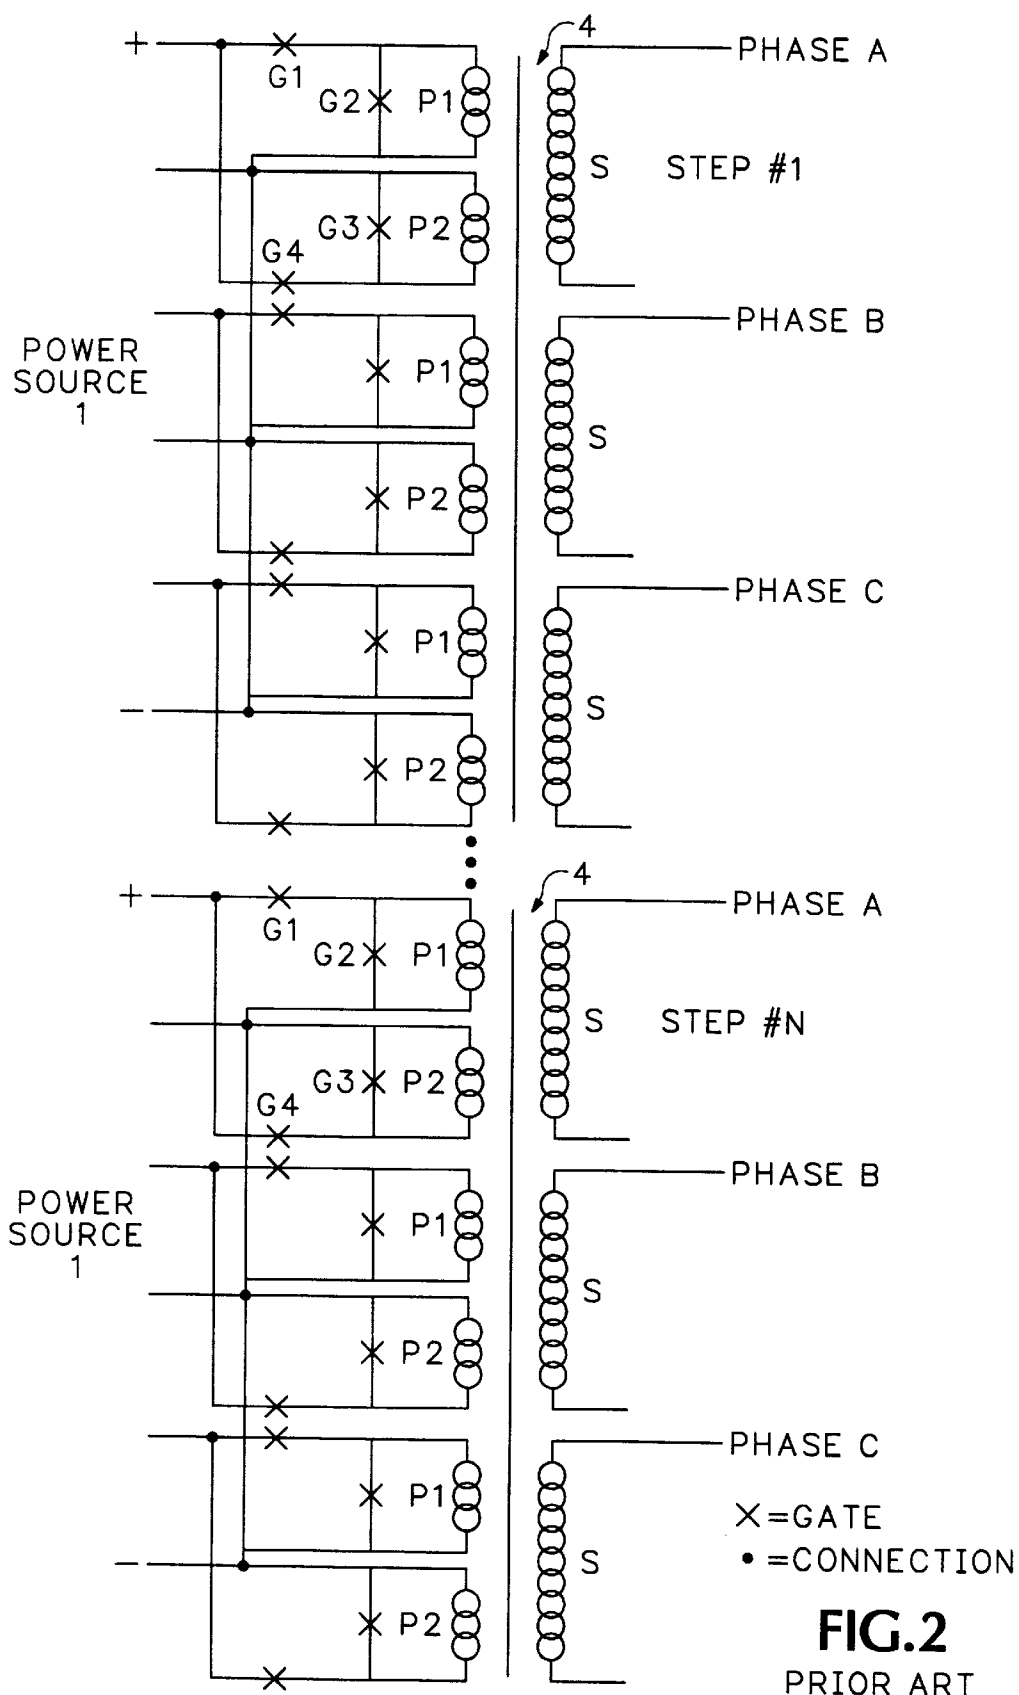 4
+ PHASE A
G1
G2 P1
S STEP #1
G3 P2
G4
PHASE B
POWER
SOURCE
1
P1
S
P2
PHASE C
P1
S
− P2
4
+ PHASE A
G1
G2 P1
S STEP #N
G3 P2
G4
PHASE B
POWER
SOURCE
1
P1
S
P2
PHASE C
P1
X=GATE
− • =CONNECTION
S
P2
FIG.2
PRIOR ART